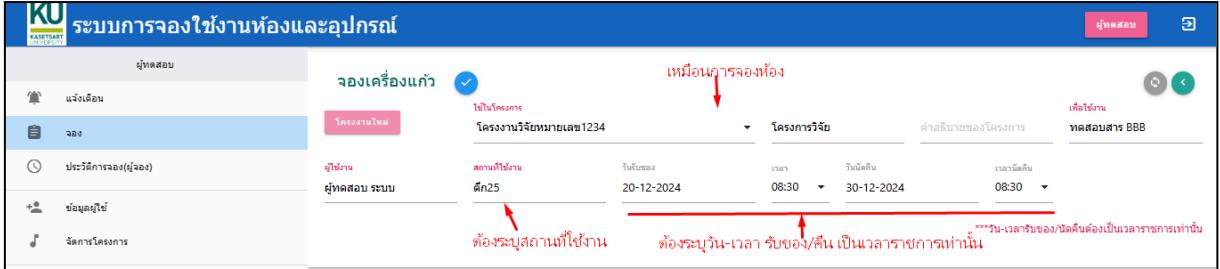 KU
KASETSART
UNIVERSITY
ระบบการจองใช้งานห้องและอุปกรณ์
ผู้ทดสอบ
ผู้ทดสอบ
แจ้งเตือน
จอง
ประวัติการจอง(ผู้จอง)
ข้อมูลผู้ใช้
จัดการโครงการ
จองเครื่องแก้ว
เหมือนการจองห้อง
โครงงานใหม่
ใช้ในโครงการ
โครงงานวิจัยหมายเลข1234
โครงการวิจัย
คำอธิบายของโครงการ
เพื่อใช้งาน
ทดสอบสาร BBB
ผู้ใช้งาน
ผู้ทดสอบ ระบบ
สถานที่ใช้งาน
ตึก25
วันรับของ
20-12-2024
เวลา
08:30
วันนัดคืน
30-12-2024
เวลานัดคืน
08:30
ต้องระบุสถานที่ใช้งาน
ต้องระบุวัน-เวลา รับของ/คืน เป็นเวลาราชการเท่านั้น
***วัน-เวลารับของ/นัดคืนต้องเป็นเวลาราชการเท่านั้น